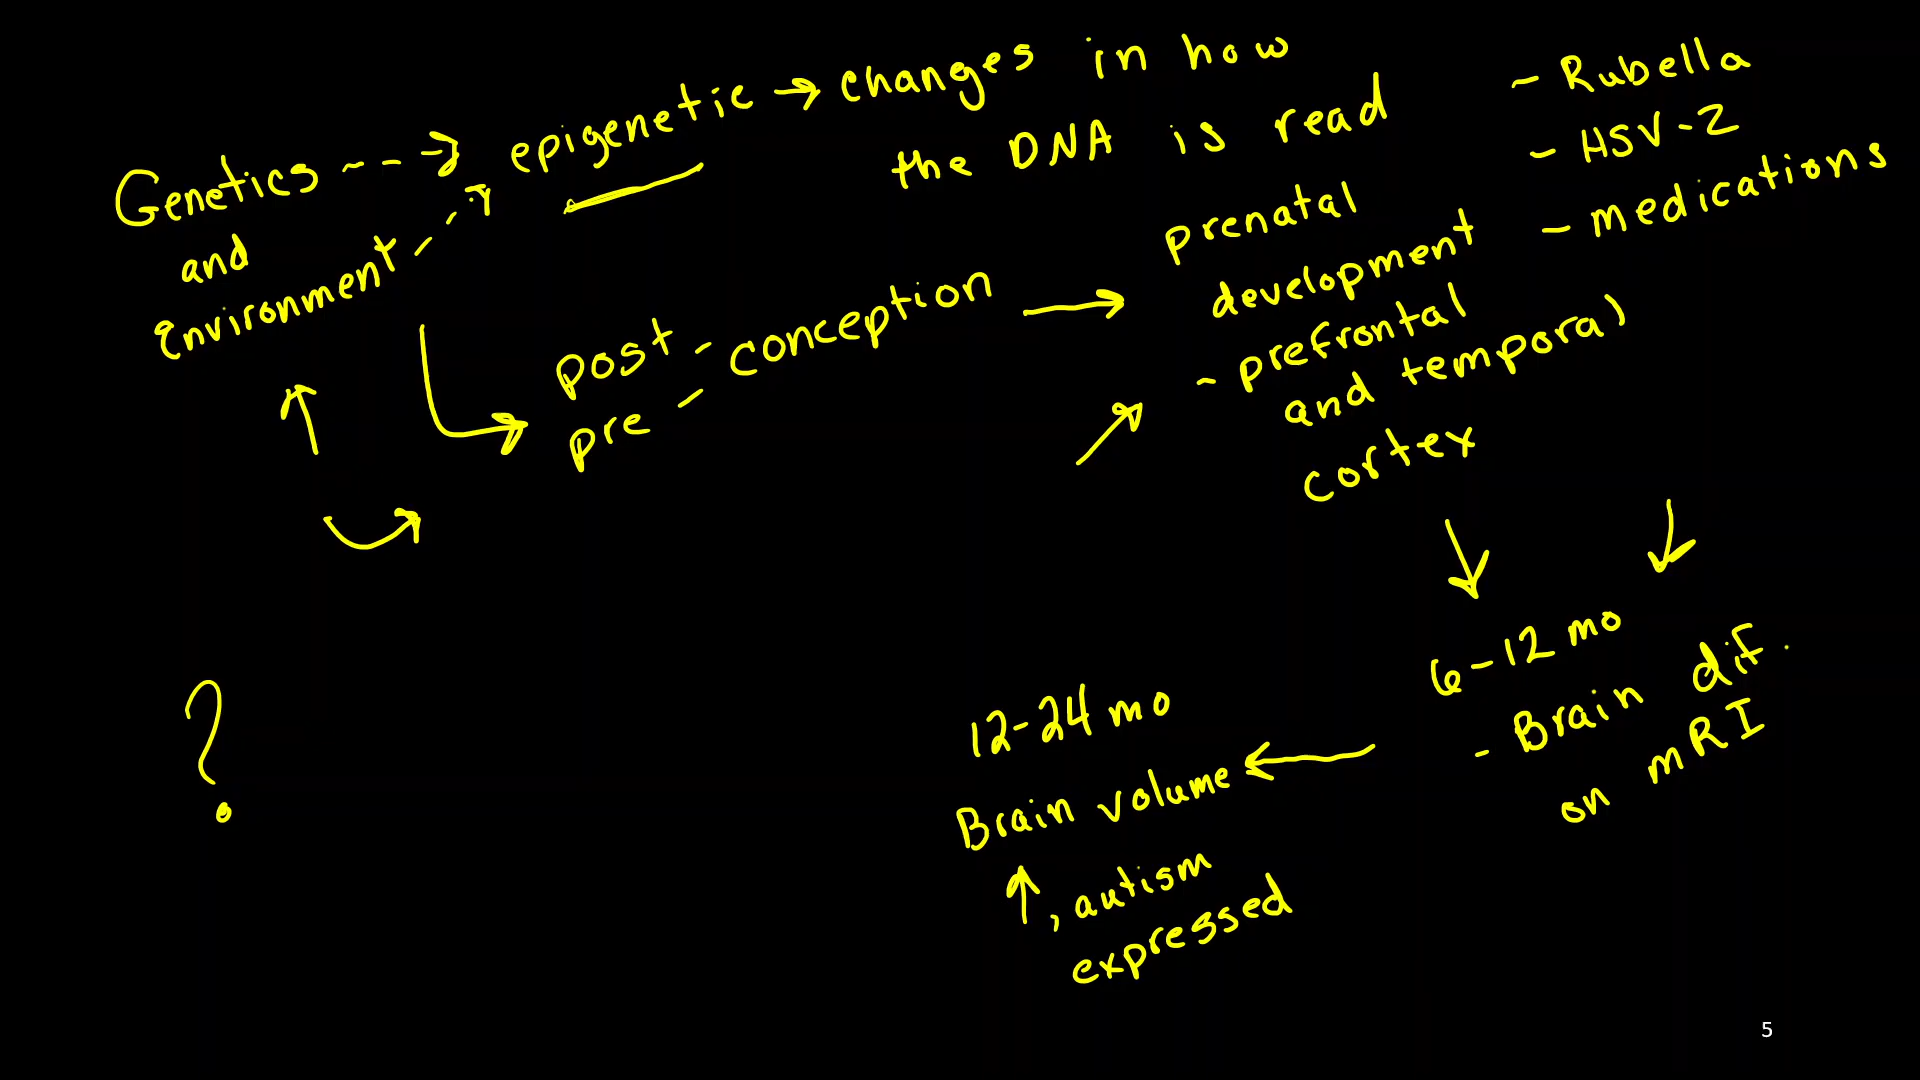 Genetics --→ epigenetic → changes in how
the DNA is read
and
Environment
post - conception →
pre -
prenatal
development
- prefrontal
and temporal
cortex
- Rubella
- HSV-2
- medications
6-12 mo
- Brain dif.
on MRI
12-24 mo
Brain volume ←
↑, autism
expressed
?
5